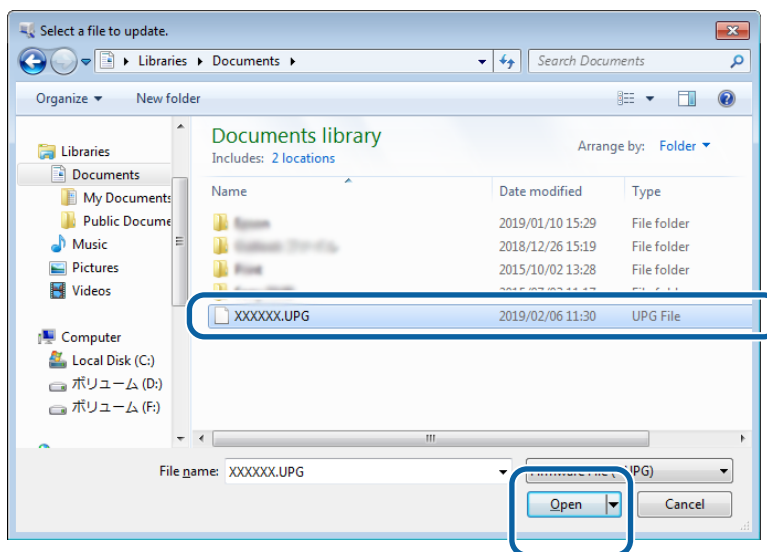 Select a file to update.
Libraries Documents
Search Documents
Organize New folder
Documents library
Includes: 2 locations
Arrange by: Folder
Name Date modified Type
2019/01/10 15:29 File folder
2018/12/26 15:19 File folder
2015/10/02 13:28 File folder
XXXXXX.UPG 2019/02/06 11:30 UPG File
Libraries
Documents
My Documents
Public Docume
Music
Pictures
Videos
Computer
Local Disk (C:)
ボリューム (D:)
ボリューム (F:)
File name: XXXXXX.UPG
UPG)
Open Cancel